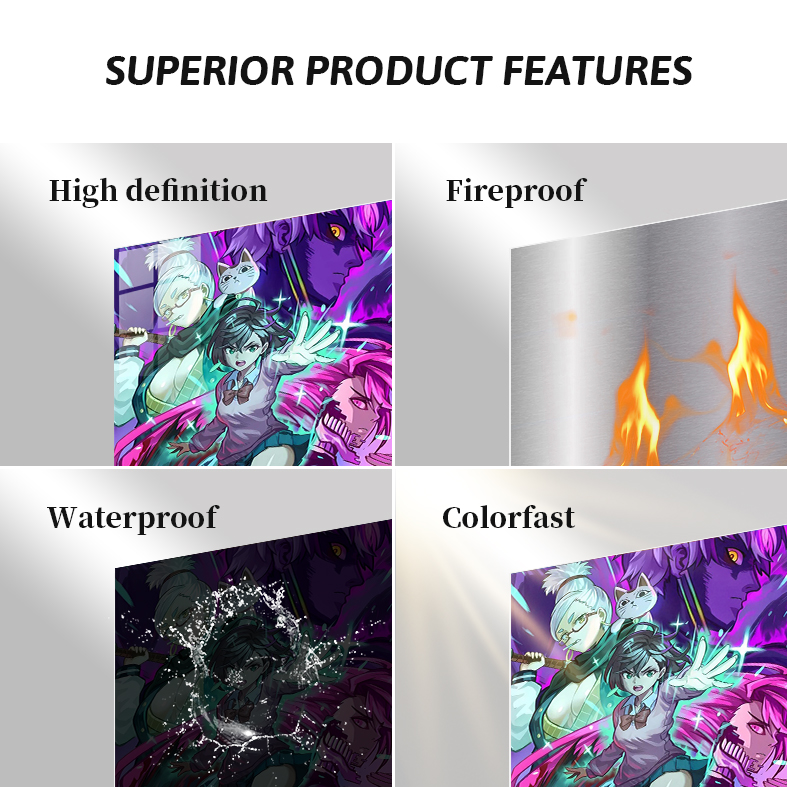 SUPERIOR PRODUCT FEATURES
High definition
Fireproof
Waterproof
Colorfast